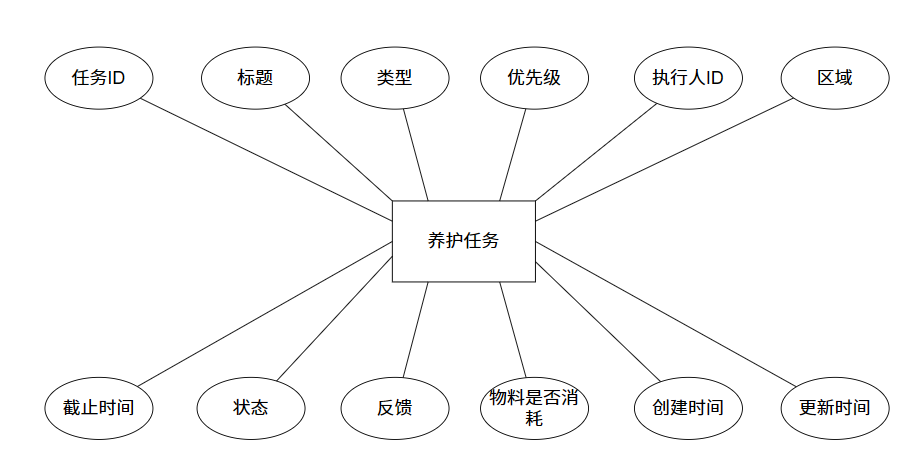 任务ID
标题
类型
优先级
执行人ID
区域
养护任务
截止时间
状态
反馈
物料是否消
耗
创建时间
更新时间